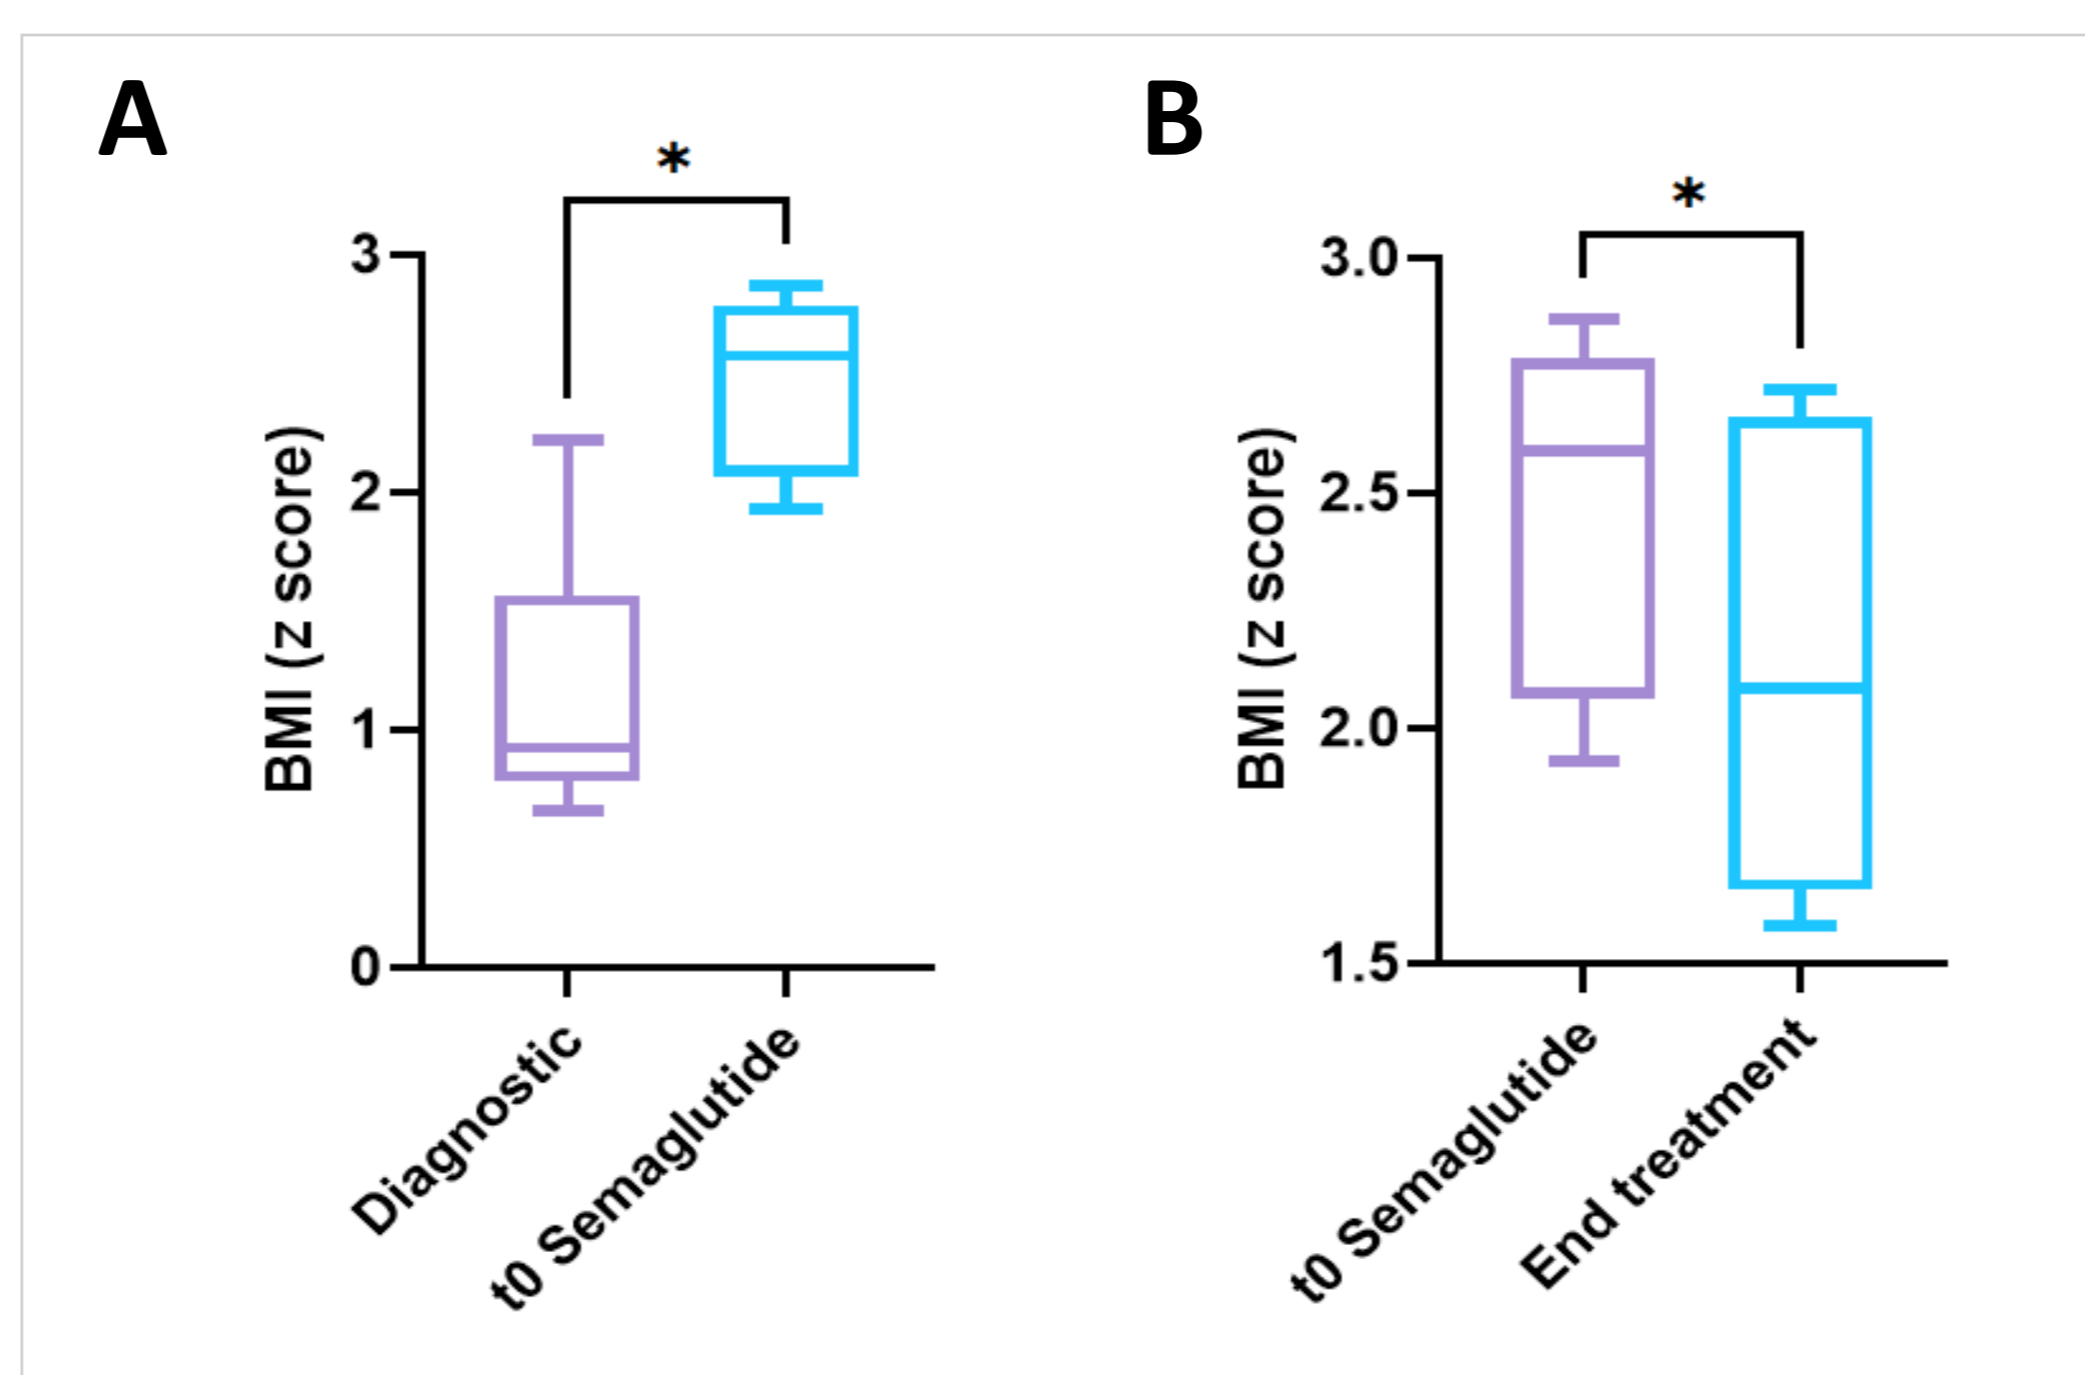 A
*
3
2
1
0
BMI (z score)
Diagnostic
t0 Semaglutide
B
*
3.0
2.5
2.0
1.5
BMI (z score)
t0 Semaglutide
End treatment